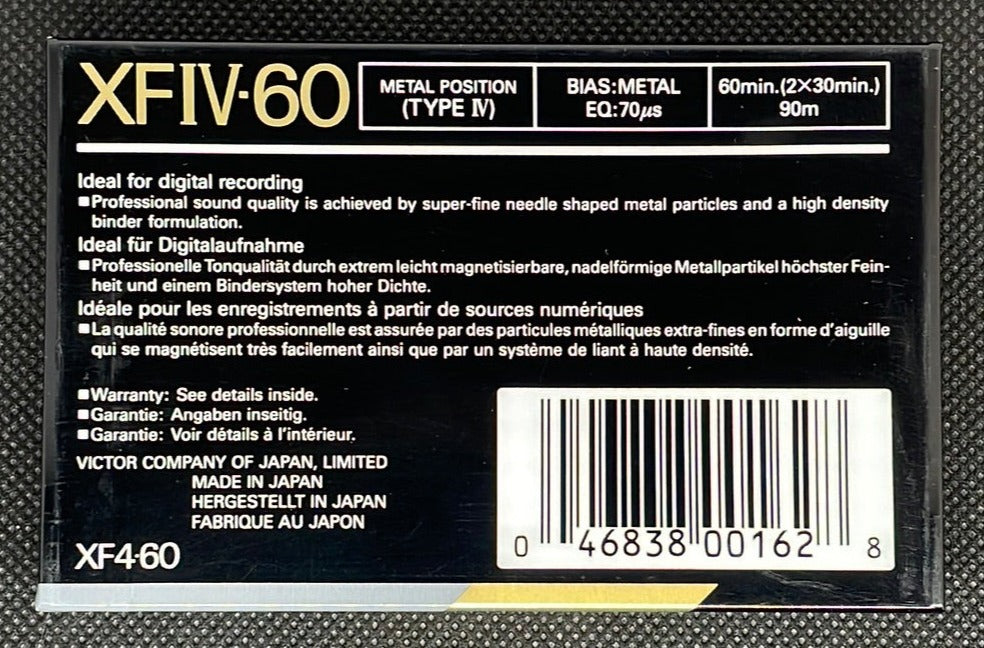 XFIV·60
METAL POSITION
(TYPE IV)
BIAS:METAL
EQ:70μs
60min.(2×30min.)
90m
Ideal for digital recording
■Professional sound quality is achieved by super-fine needle shaped metal particles and a high density
binder formulation.
Ideal für Digitalaufnahme
■Professionelle Tonqualität durch extrem leicht magnetisierbare, nadelförmige Metallpartikel höchster Fein-
heit und einem Bindersystem hoher Dichte.
Idéale pour les enregistrements à partir de sources numériques
■La qualité sonore professionnelle est assurée par des particules métalliques extra-fines en forme d'aiguille
qui se magnétisent très facilement ainsi que par un système de liant à haute densité.
■Warranty: See details inside.
■Garantie: Angaben inseitig.
■Garantie: Voir détails à l'intérieur.
VICTOR COMPANY OF JAPAN, LIMITED
MADE IN JAPAN
HERGESTELLT IN JAPAN
FABRIQUE AU JAPON
XF4·60
0 46838 00162 8